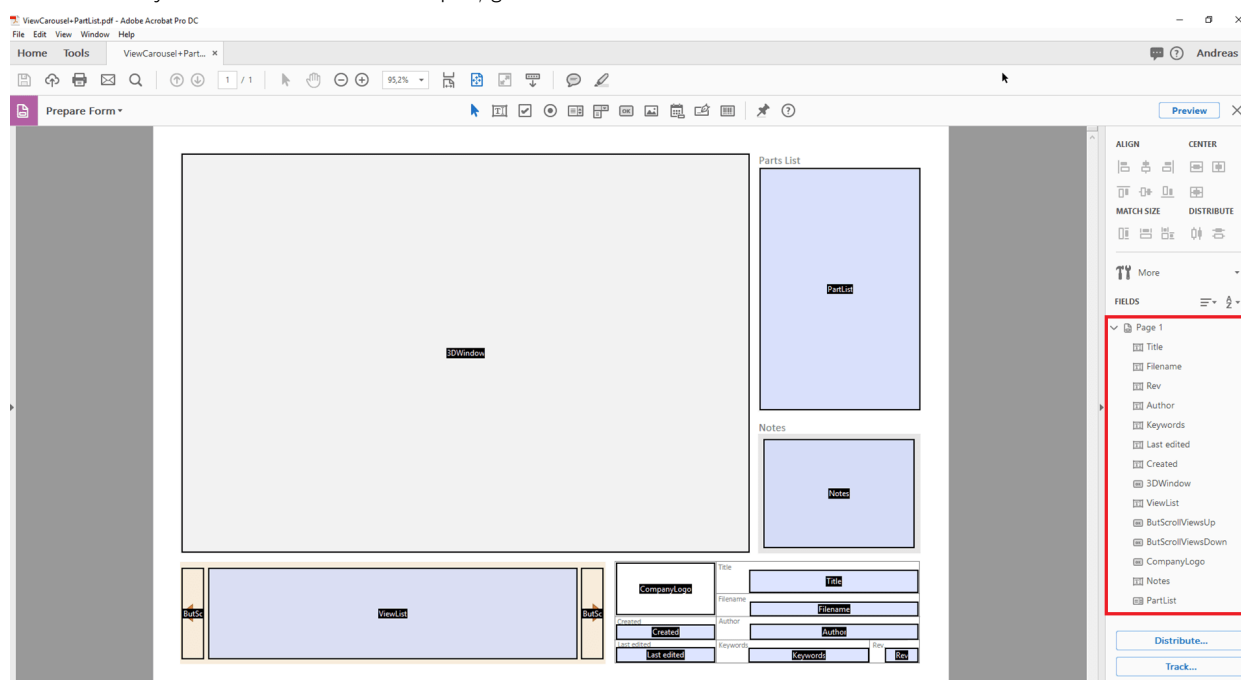 ViewCarousel+PartList.pdf - Adobe Acrobat Pro DC
File Edit View Window Help
Home Tools ViewCarousel+Part... × Andreas
1 / 1 95,2%
Prepare Form Preview
ALIGN CENTER
MATCH SIZE DISTRIBUTE
More
FIELDS
Page 1
Title
Filename
Rev
Author
Keywords
Last edited
Created
3DWindow
ViewList
ButScrollViewsUp
ButScrollViewsDown
CompanyLogo
Notes
PartList
Distribute...
Track...
Parts List
PartList
3DWindow
Notes
Notes
ButSc ViewList ButSc
CompanyLogo
Title
Title
Filename
Filename
Created
Created
Author
Author
Last edited
Last edited
Keywords
Keywords
Rev
Rev